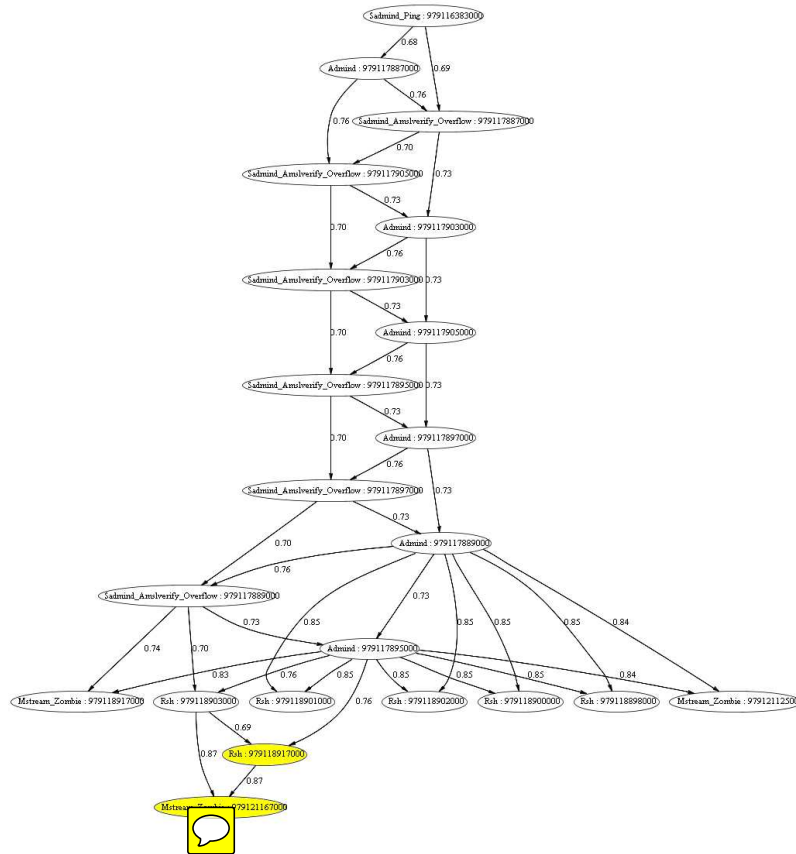 Sadmind_Ping : 979116383000
0.68
Admind : 979117887000
0.69
0.76
0.76
Sadmind_Amslverify_Overflow : 979117887000
0.70
Sadmind_Amslverify_Overflow : 979117905000
0.73
0.73
Admind : 979117903000
0.70
0.76
Sadmind_Amslverify_Overflow : 979117903000
0.73
0.73
Admind : 979117905000
0.70
0.76
Sadmind_Amslverify_Overflow : 979117895000
0.73
0.73
Admind : 979117897000
0.70
0.76
Sadmind_Amslverify_Overflow : 979117897000
0.73
0.73
Admind : 979117889000
0.70
0.76
Sadmind_Amslverify_Overflow : 979117889000
0.73
0.85
0.73
0.85
0.85
0.85
0.84
Admind : 979117895000
0.74
0.70
0.83
0.76
0.85
0.85
0.85
0.85
0.84
0.76
Mstream_Zombie : 979118917000
Rsh : 979118903000
Rsh : 979118901000
Rsh : 979118902000
Rsh : 979118900000
Rsh : 979118898000
Mstream_Zombie : 979121125000
0.69
0.87
Rsh : 979118917000
0.87
Mstream_Zombie : 979121167000